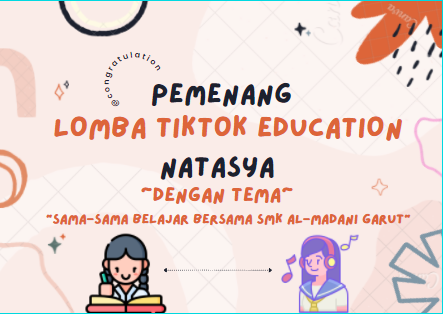 @congratulation
PEMENANG
LOMBA TIKTOK EDUCATION
NATASYA
~DENGAN TEMA~
"SAMA-SAMA BELAJAR BERSAMA SMK AL-MADANI GARUT"